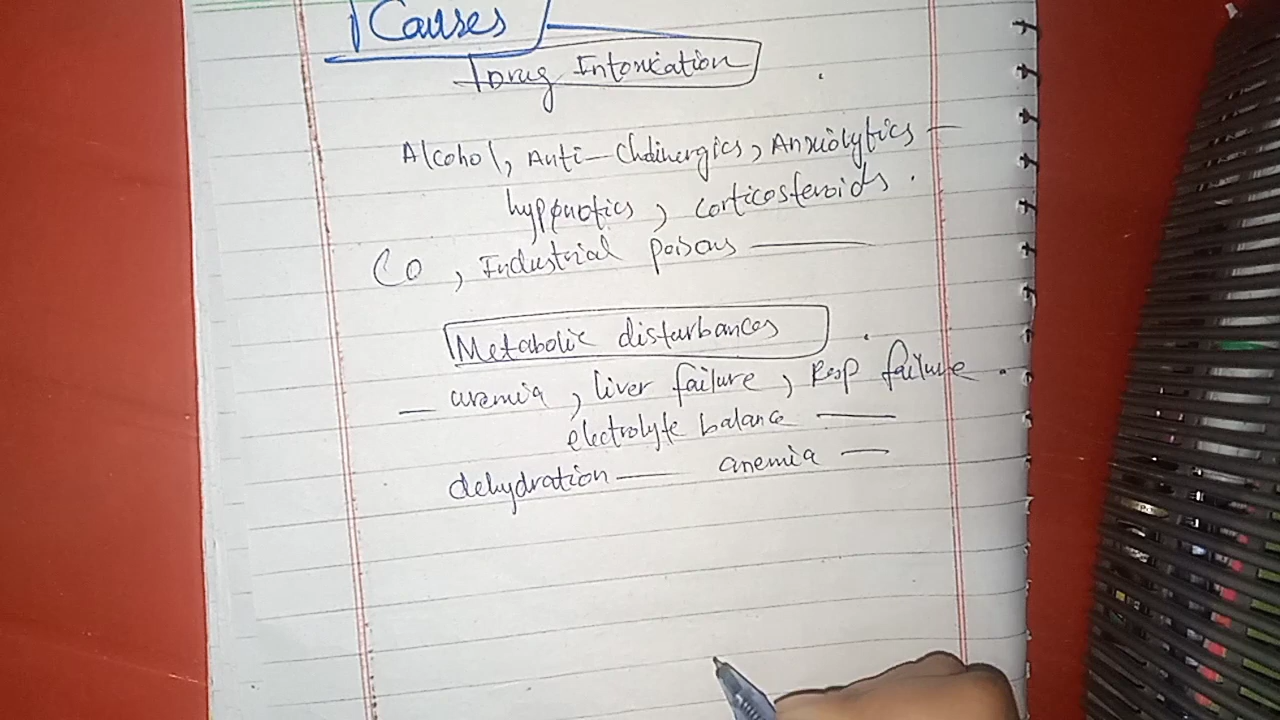 Causes
Drug Intoxication
Alcohol, Anti-Cholinergics, Anxiolytics –
hyppnotics, corticosteroids.
CO, Industrial poisons —
Metabolic disturbances
– uremia, liver failure, Resp failure.
electrolyte balance —
dehydration — anemia —